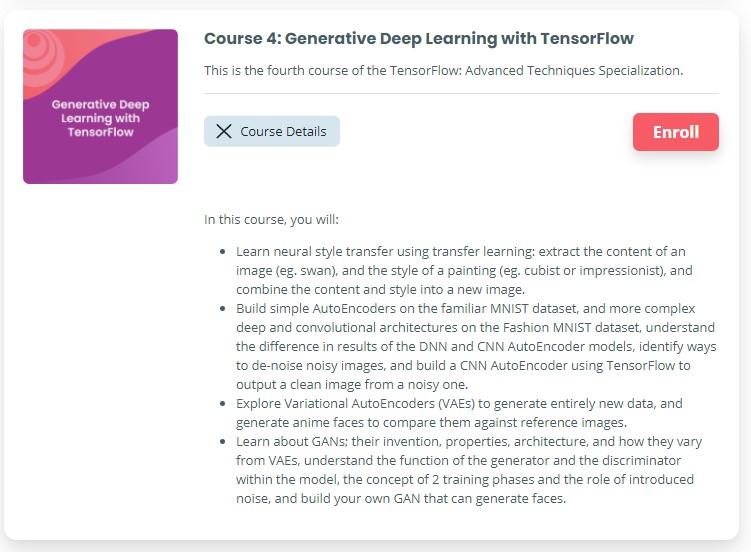 Generative Deep
Learning with
TensorFlow
Course 4: Generative Deep Learning with TensorFlow
This is the fourth course of the TensorFlow: Advanced Techniques Specialization.
Course Details
Enroll
In this course, you will:
Learn neural style transfer using transfer learning: extract the content of an
image (eg. swan), and the style of a painting (eg. cubist or impressionist), and
combine the content and style into a new image.
Build simple AutoEncoders on the familiar MNIST dataset, and more complex
deep and convolutional architectures on the Fashion MNIST dataset, understand
the difference in results of the DNN and CNN AutoEncoder models, identify ways
to de-noise noisy images, and build a CNN AutoEncoder using TensorFlow to
output a clean image from a noisy one.
Explore Variational AutoEncoders (VAEs) to generate entirely new data, and
generate anime faces to compare them against reference images.
Learn about GANs; their invention, properties, architecture, and how they vary
from VAEs, understand the function of the generator and the discriminator
within the model, the concept of 2 training phases and the role of introduced
noise, and build your own GAN that can generate faces.